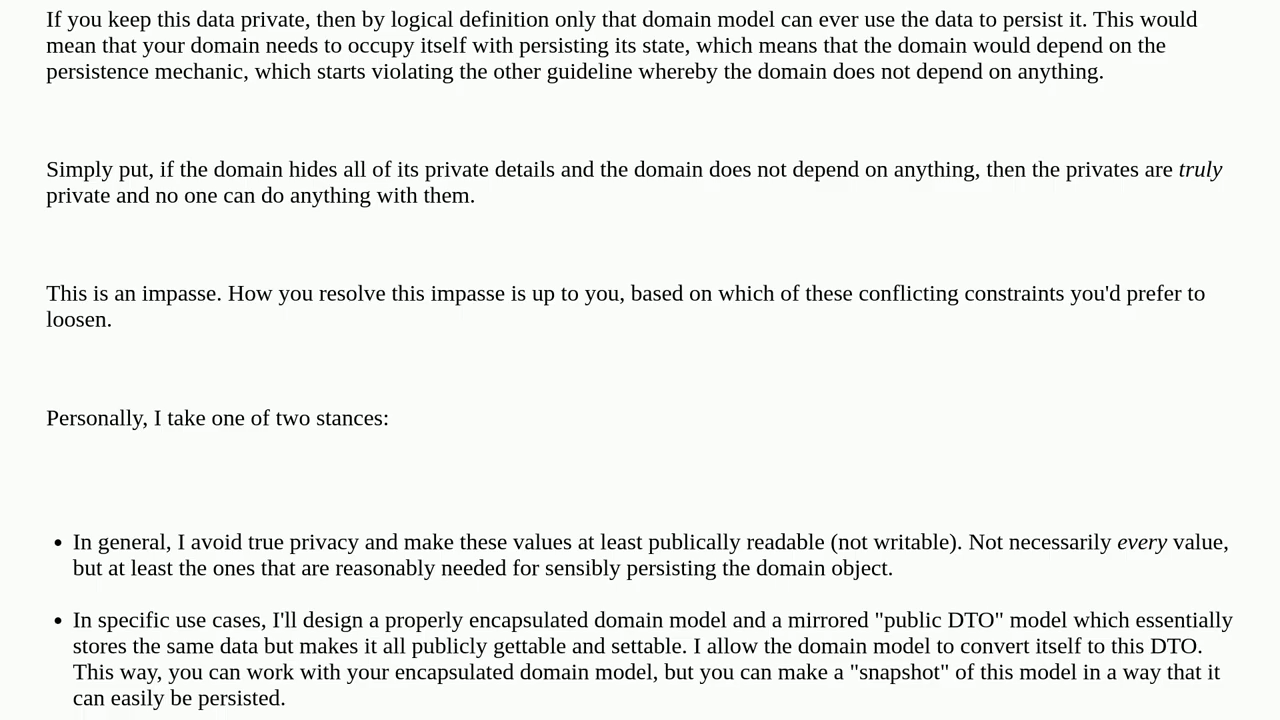 If you keep this data private, then by logical definition only that domain model can ever use the data to persist it. This would
mean that your domain needs to occupy itself with persisting its state, which means that the domain would depend on the
persistence mechanic, which starts violating the other guideline whereby the domain does not depend on anything.
Simply put, if the domain hides all of its private details and the domain does not depend on anything, then the privates are truly
private and no one can do anything with them.
This is an impasse. How you resolve this impasse is up to you, based on which of these conflicting constraints you'd prefer to
loosen.
Personally, I take one of two stances:
• In general, I avoid true privacy and make these values at least publically readable (not writable). Not necessarily every value,
but at least the ones that are reasonably needed for sensibly persisting the domain object.
• In specific use cases, I'll design a properly encapsulated domain model and a mirrored "public DTO" model which essentially
stores the same data but makes it all publicly gettable and settable. I allow the domain model to convert itself to this DTO.
This way, you can work with your encapsulated domain model, but you can make a "snapshot" of this model in a way that it
can easily be persisted.